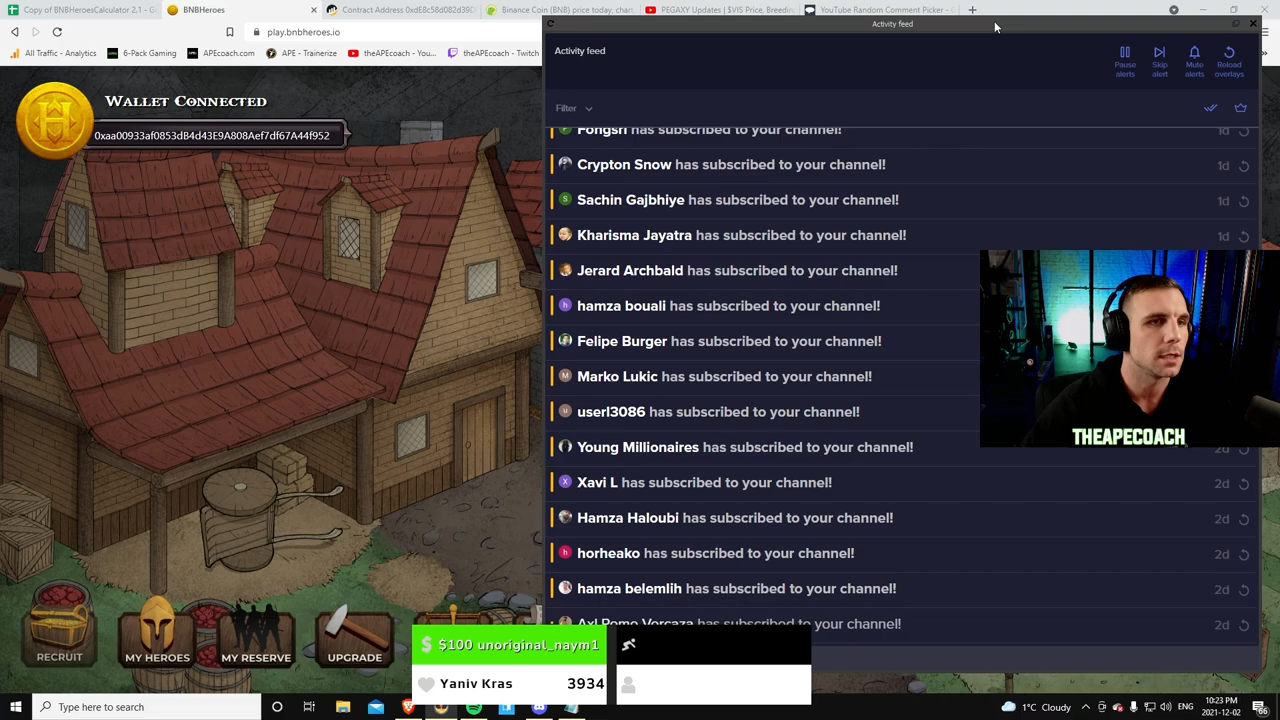 Copy of BNBHeroesCalculator 2.1 - G
BNBHeroes
Contract Address 0xdE8c58d082d39D
Binance Coin (BNB) price today, chart
PEGAXY Updates | $VIS Price, Breeding
YouTube Random Comment Picker - G
play.bnbheroes.io
All Traffic - Analytics
6-Pack Gaming
APEcoach.com
APE - Trainerize
theAPEcoach - YouTube
theAPEcoach - Twitch
WALLET CONNECTED
0xaa00933af0853dB4d43E9A808Aef7df67A44f952
Activity feed
Activity feed
Pause alerts
Skip alert
Mute alerts
Reload overlays
Filter
Fongsri has subscribed to your channel! 1d
Crypton Snow has subscribed to your channel! 1d
Sachin Gajbhiye has subscribed to your channel! 1d
Kharisma Jayatra has subscribed to your channel! 1d
Jerard Archbald has subscribed to your channel!
hamza bouali has subscribed to your channel!
Felipe Burger has subscribed to your channel!
Marko Lukic has subscribed to your channel!
userl3086 has subscribed to your channel!
Young Millionaires has subscribed to your channel! 2d
Xavi L has subscribed to your channel! 2d
Hamza Haloubi has subscribed to your channel! 2d
horheako has subscribed to your channel! 2d
hamza belemlih has subscribed to your channel! 2d
has subscribed to your channel! 2d
THEAPECOACH
RECRUIT
MY HEROES
MY RESERVE
UPGRADE
$100 unoriginal_naym1
Yaniv Kras 3934
Type here to search
1°C Cloudy
ENG
10:23 PM
2021-12-02